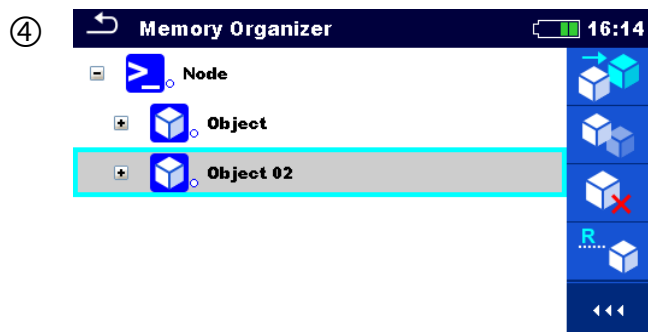 ④
Memory Organizer
16:14
Node
Object
Object 02
R